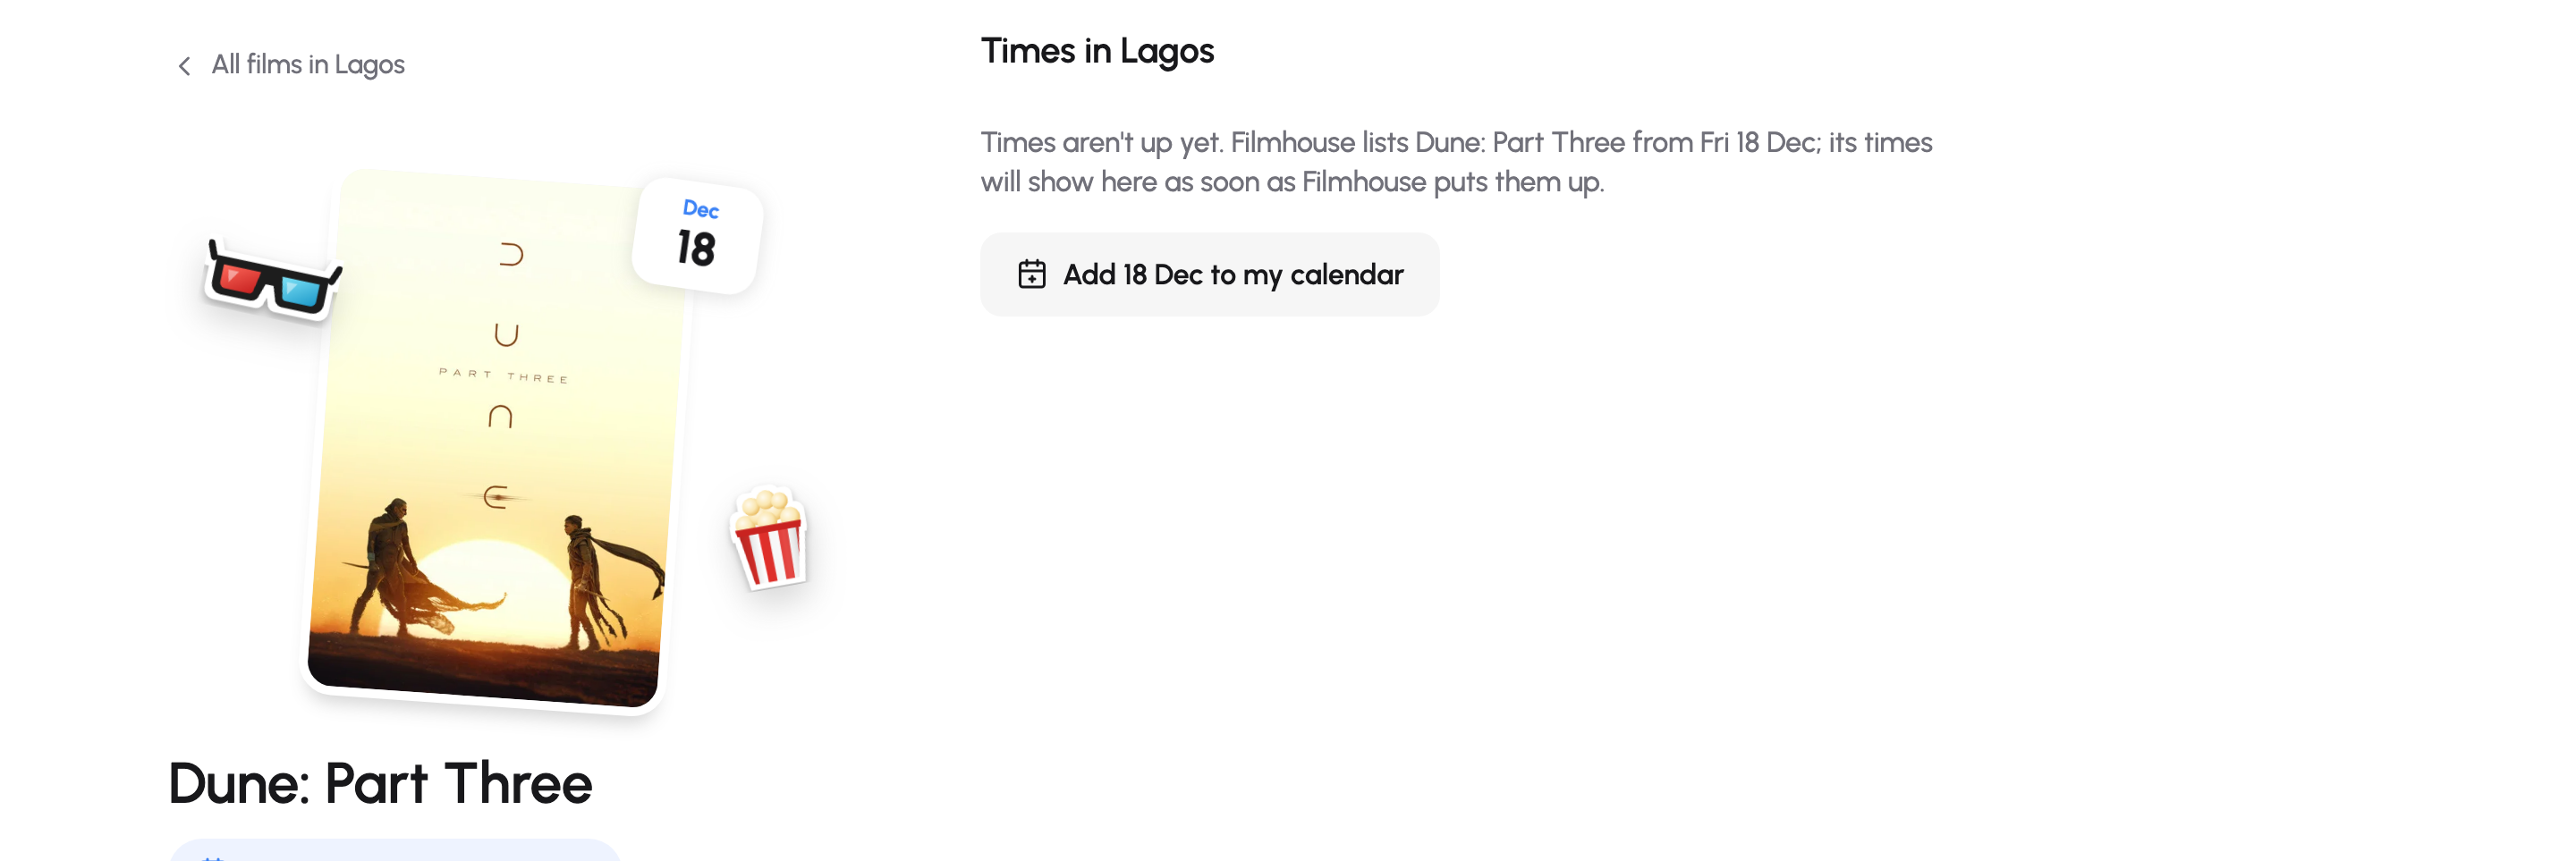 All films in Lagos
Dec
18
D
U
PART THREE
N
E
Dune: Part Three
Times in Lagos
Times aren't up yet. Filmhouse lists Dune: Part Three from Fri 18 Dec; its times
will show here as soon as Filmhouse puts them up.
Add 18 Dec to my calendar